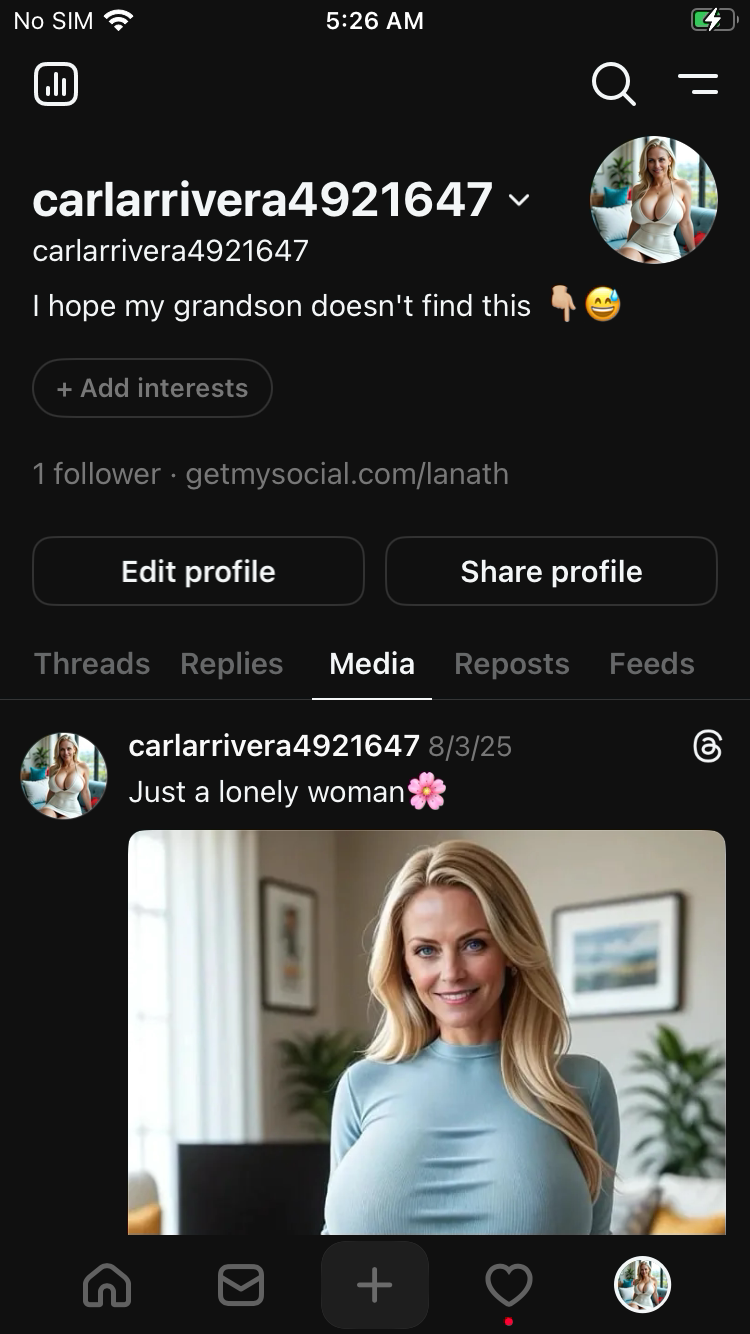 No SIM 5:26 AM
carlarrivera4921647
carlarrivera4921647
I hope my grandson doesn't find this 👇🏼😅
+ Add interests
1 follower · getmysocial.com/lanath
Edit profile Share profile
Threads Replies Media Reposts Feeds
carlarrivera4921647 8/3/25
Just a lonely woman🌸